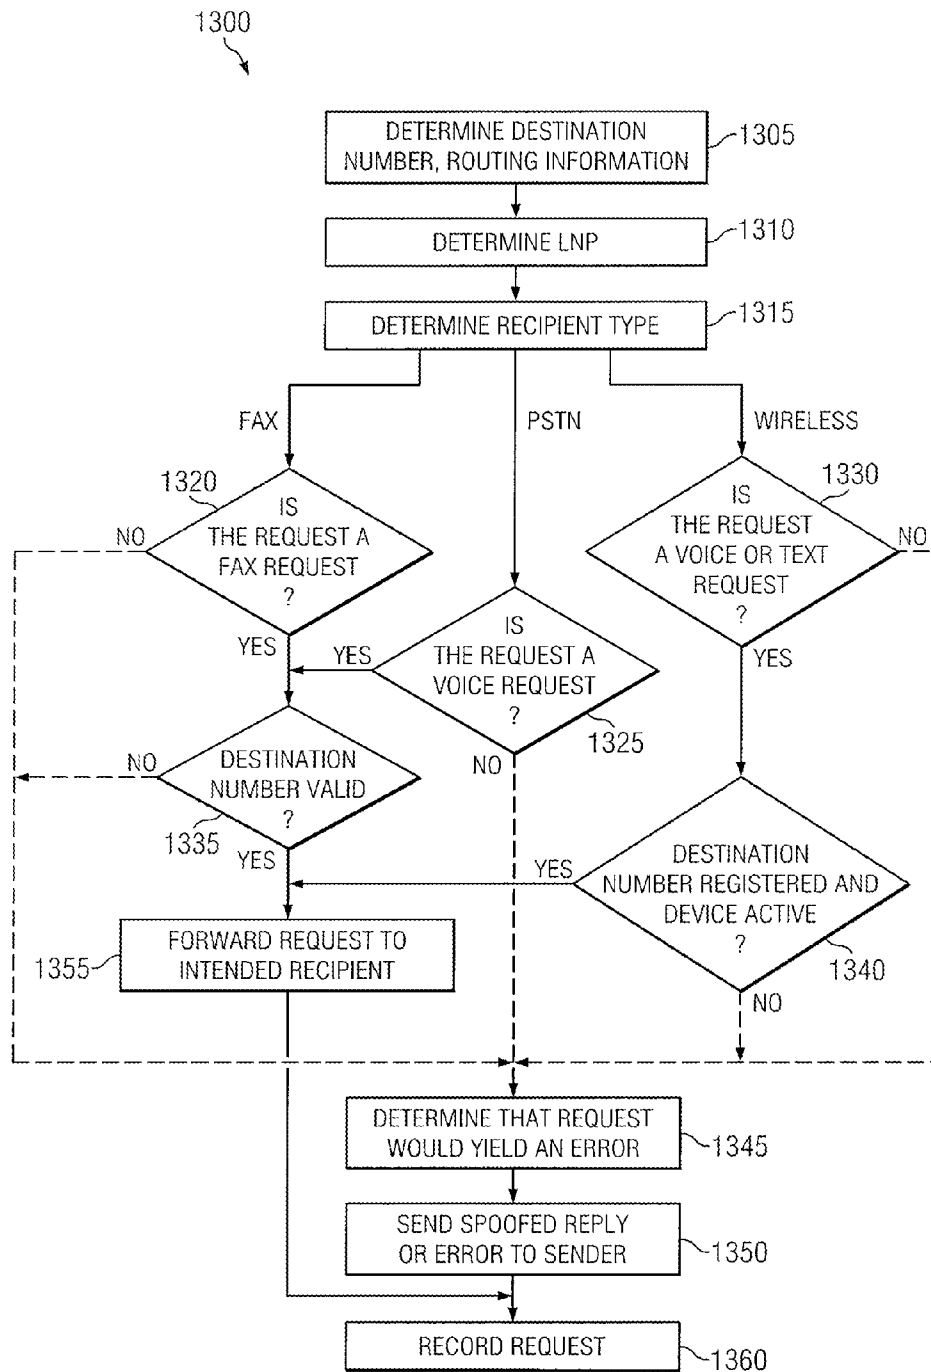 1300
DETERMINE DESTINATION
NUMBER, ROUTING INFORMATION
1305
DETERMINE LNP
1310
DETERMINE RECIPIENT TYPE
1315
FAX
PSTN
WIRELESS
1320
IS
THE REQUEST A
FAX REQUEST
?
NO
YES
1330
IS
THE REQUEST
A VOICE OR TEXT
REQUEST
?
NO
YES
IS
THE REQUEST A
VOICE REQUEST
?
YES
1325
NO
DESTINATION
NUMBER VALID
?
NO
1335
YES
DESTINATION
NUMBER REGISTERED AND
DEVICE ACTIVE
?
YES
1340
NO
FORWARD REQUEST TO
INTENDED RECIPIENT
1355
DETERMINE THAT REQUEST
WOULD YIELD AN ERROR
1345
SEND SPOOFED REPLY
OR ERROR TO SENDER
1350
RECORD REQUEST
1360